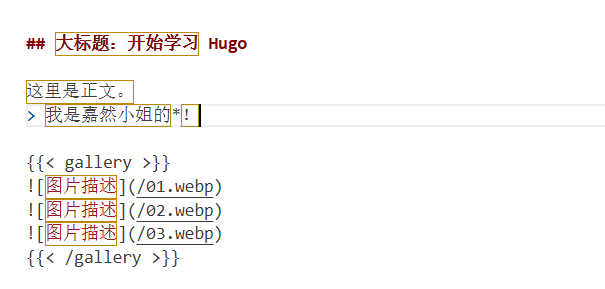 ## 大标题：开始学习 Hugo
这里是正文。
> 我是嘉然小姐的*！
{{< gallery >}}
![图片描述](/01.webp)
![图片描述](/02.webp)
![图片描述](/03.webp)
{{< /gallery >}}